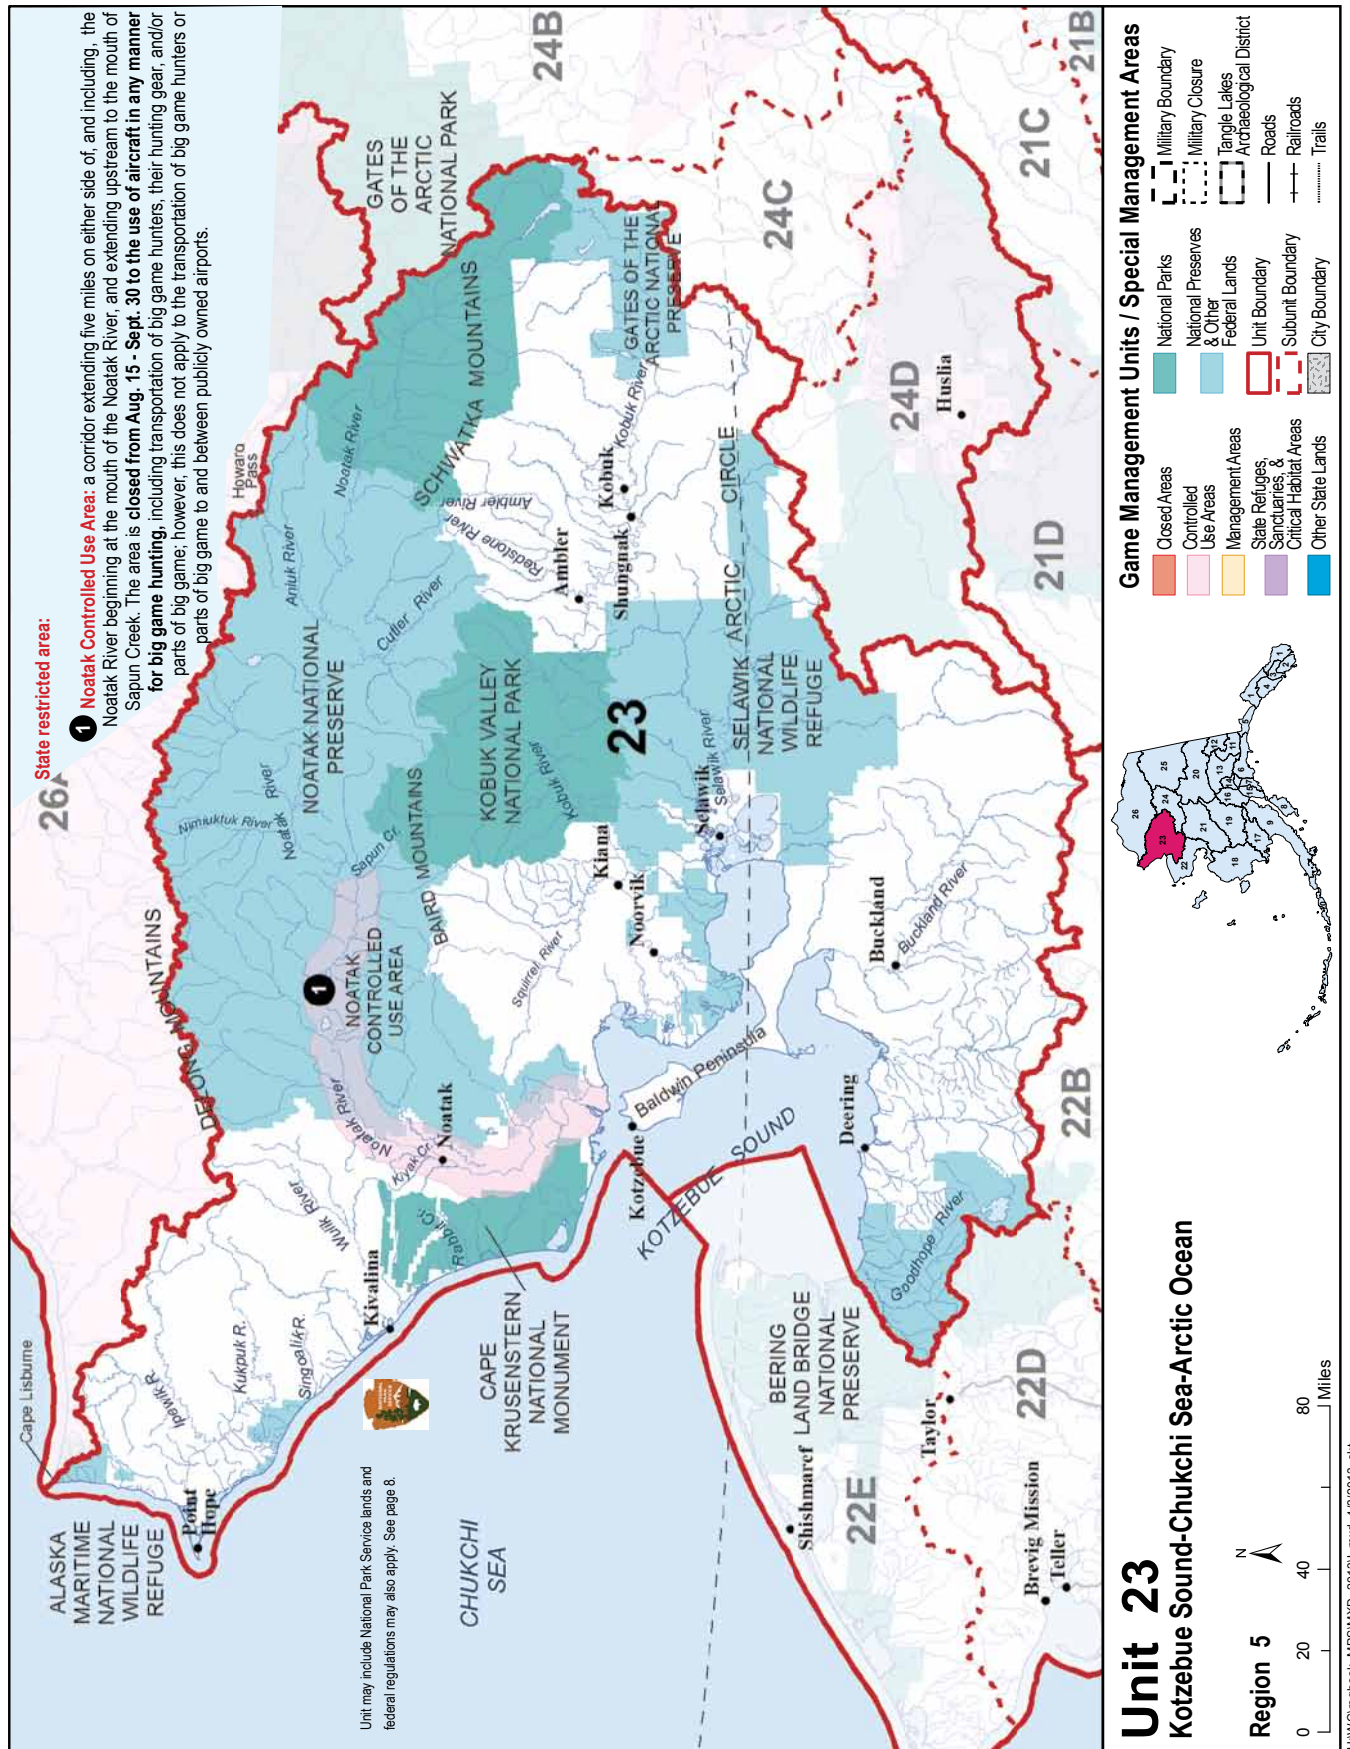 State restricted area:
1 Noatak Controlled Use Area: a corridor extending five miles on either side of, and including, the
Noatak River beginning at the mouth of the Noatak River, and extending upstream to the mouth of
Sapun Creek. The area is closed from Aug. 15 - Sept. 30 to the use of aircraft in any manner
for big game hunting, including transportation of big game hunters, their hunting gear, and/or
parts of big game; however, this does not apply to the transportation of big game hunters or
parts of big game to and between publicly owned airports.
Cape Lisburne
ALASKA
MARITIME
NATIONAL
WILDLIFE
REFUGE
Point
Hope
Ipewik R.
Kukpuk R.
Singoalik R.
Wulik River
Kivalina
Rabbit Cr.
CAPE
KRUSENSTERN
NATIONAL
MONUMENT
Unit may include National Park Service lands and
federal regulations may also apply. See page 8.
CHUKCHI
SEA
DELONG MOUNTAINS
Noatak River
Kiyak Cr.
Noatak
1
NOATAK
CONTROLLED
USE AREA
Sapun Cr.
BAIRD MOUNTAINS
Nimiuktuk River
Noatak River
NOATAK NATIONAL
PRESERVE
Aniuk River
Cutler River
Noatak River
Howard
Pass
SCHWATKA MOUNTAINS
GATES
OF THE
ARCTIC
NATIONAL PARK
24B
GATES OF THE
ARCTIC NATIONAL
PRESERVE
KOBUK VALLEY
NATIONAL PARK
Kobuk River
Redstone River
Ambler River
Ambler
Shungnak
Kobuk
Kobuk River
23
Squirrel River
Kiana
Noorvik
Selawik
Selawik River
SELAWIK
NATIONAL
WILDLIFE
REFUGE
ARCTIC CIRCLE
Kotzebue
Baldwin Peninsula
KOTZEBUE SOUND
Deering
Buckland
Buckland River
Goodhope River
BERING
LAND BRIDGE
NATIONAL
PRESERVE
Shishmaref
22E
Taylor
22D
Brevig Mission
Teller
22B
21D
24D
Huslia
24C
21C
21B
Unit 23
Kotzebue Sound-Chukchi Sea-Arctic Ocean
Region 5
N
0 20 40 80
Miles
Game Management Units / Special Management Areas
Closed Areas
Controlled
Use Areas
Management Areas
State Refuges,
Sanctuaries, &
Critical Habitat Areas
Other State Lands
National Parks
National Preserves
& Other
Federal Lands
Unit Boundary
Subunit Boundary
City Boundary
Military Boundary
Military Closure
Tangle Lakes
Archaeological District
Roads
Railroads
Trails